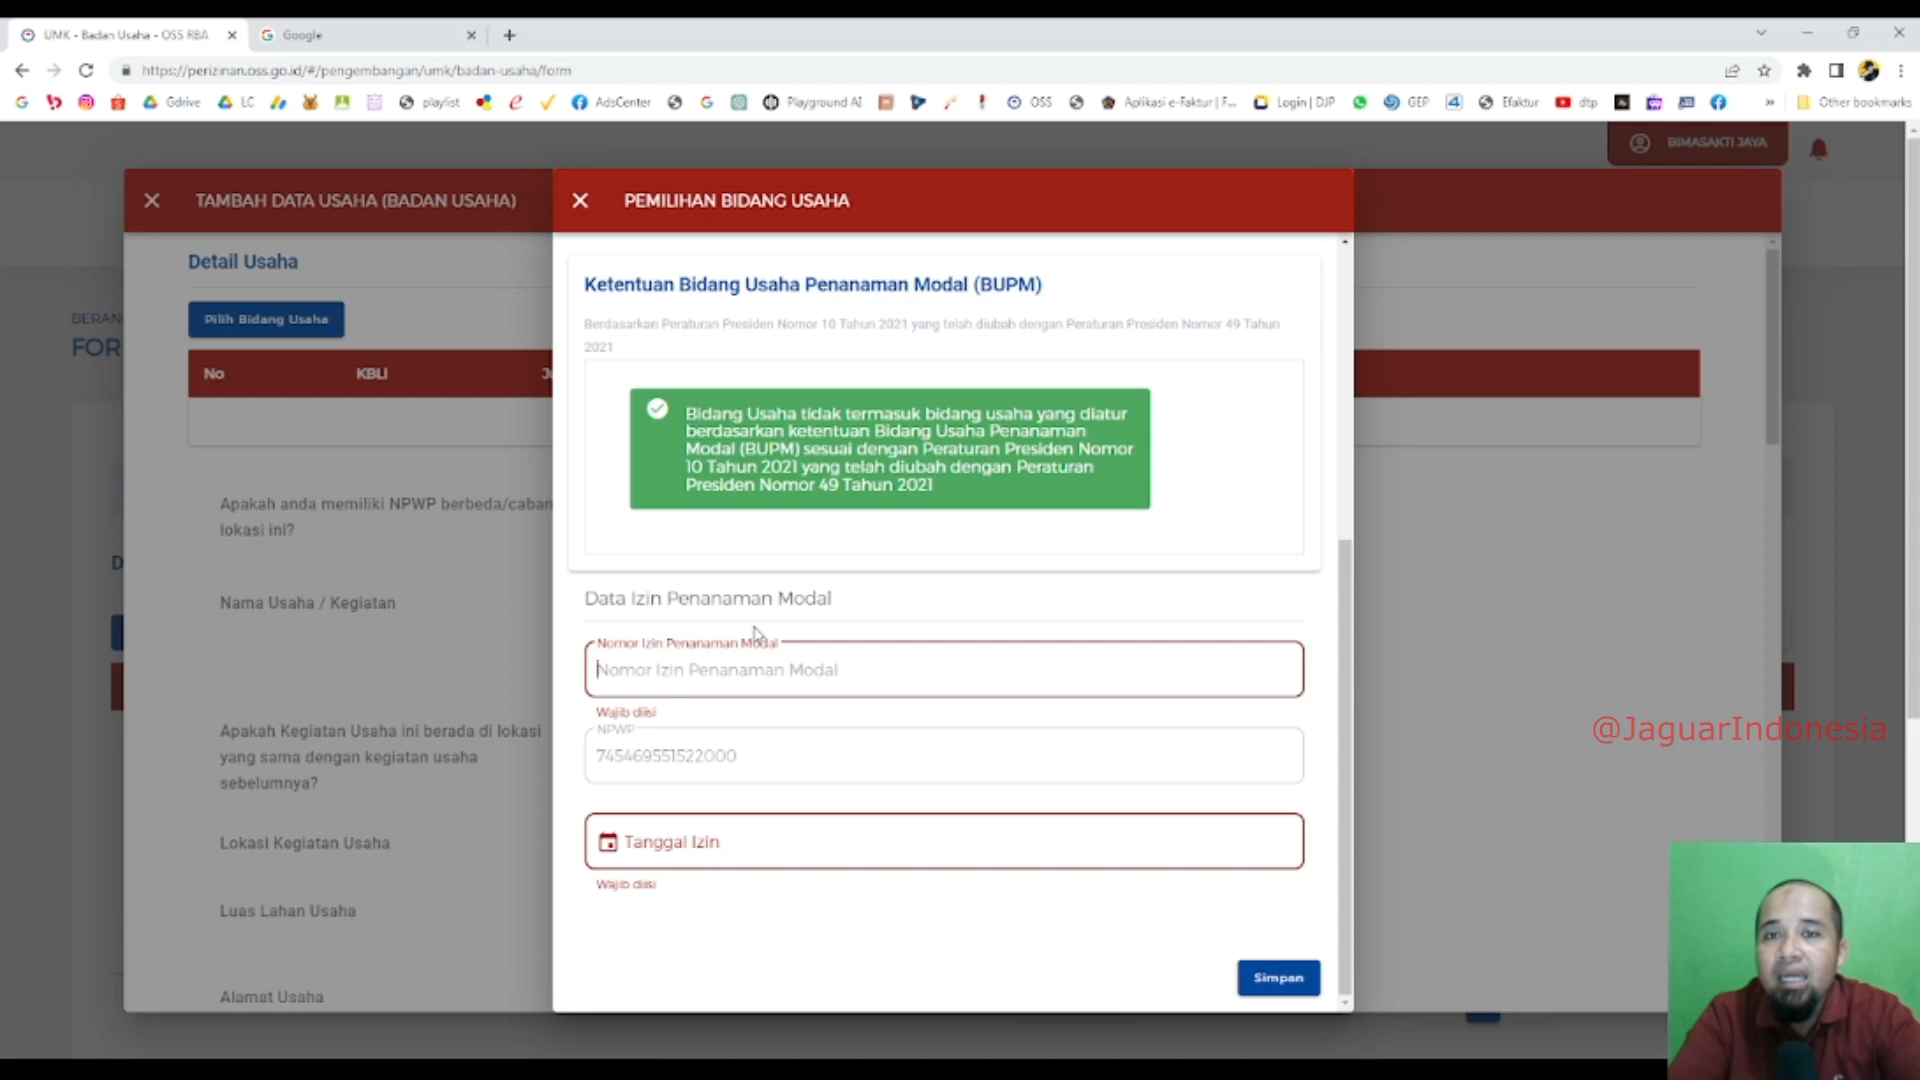 UMK - Badan Usaha - OSS RBA
Google
https://perizinan.oss.go.id/#/pengembangan/umk/badan-usaha/form
Gdrive
LC
playlist
AdsCenter
Playground AI
OSS
Aplikasi e-Faktur | F...
Login | DJP
GEP
Efaktur
dtp
Other bookmarks
BIMASAKTI JAYA
TAMBAH DATA USAHA (BADAN USAHA)
PEMILIHAN BIDANG USAHA
Detail Usaha
Pilih Bidang Usaha
BERAN
FOR
No
KBLI
Apakah anda memiliki NPWP berbeda/caban
lokasi ini?
Nama Usaha / Kegiatan
Apakah Kegiatan Usaha ini berada di lokasi
yang sama dengan kegiatan usaha
sebelumnya?
Lokasi Kegiatan Usaha
Luas Lahan Usaha
Alamat Usaha
Ketentuan Bidang Usaha Penanaman Modal (BUPM)
Berdasarkan Peraturan Presiden Nomor 10 Tahun 2021 yang telah diubah dengan Peraturan Presiden Nomor 49 Tahun
2021
Bidang Usaha tidak termasuk bidang usaha yang diatur
berdasarkan ketentuan Bidang Usaha Penanaman
Modal (BUPM) sesuai dengan Peraturan Presiden Nomor
10 Tahun 2021 yang telah diubah dengan Peraturan
Presiden Nomor 49 Tahun 2021
Data Izin Penanaman Modal
Nomor Izin Penanaman Modal
Nomor Izin Penanaman Modal
Wajib diisi
NPWP
745469551522000
Tanggal Izin
Wajib diisi
Simpan
@JaguarIndonesia